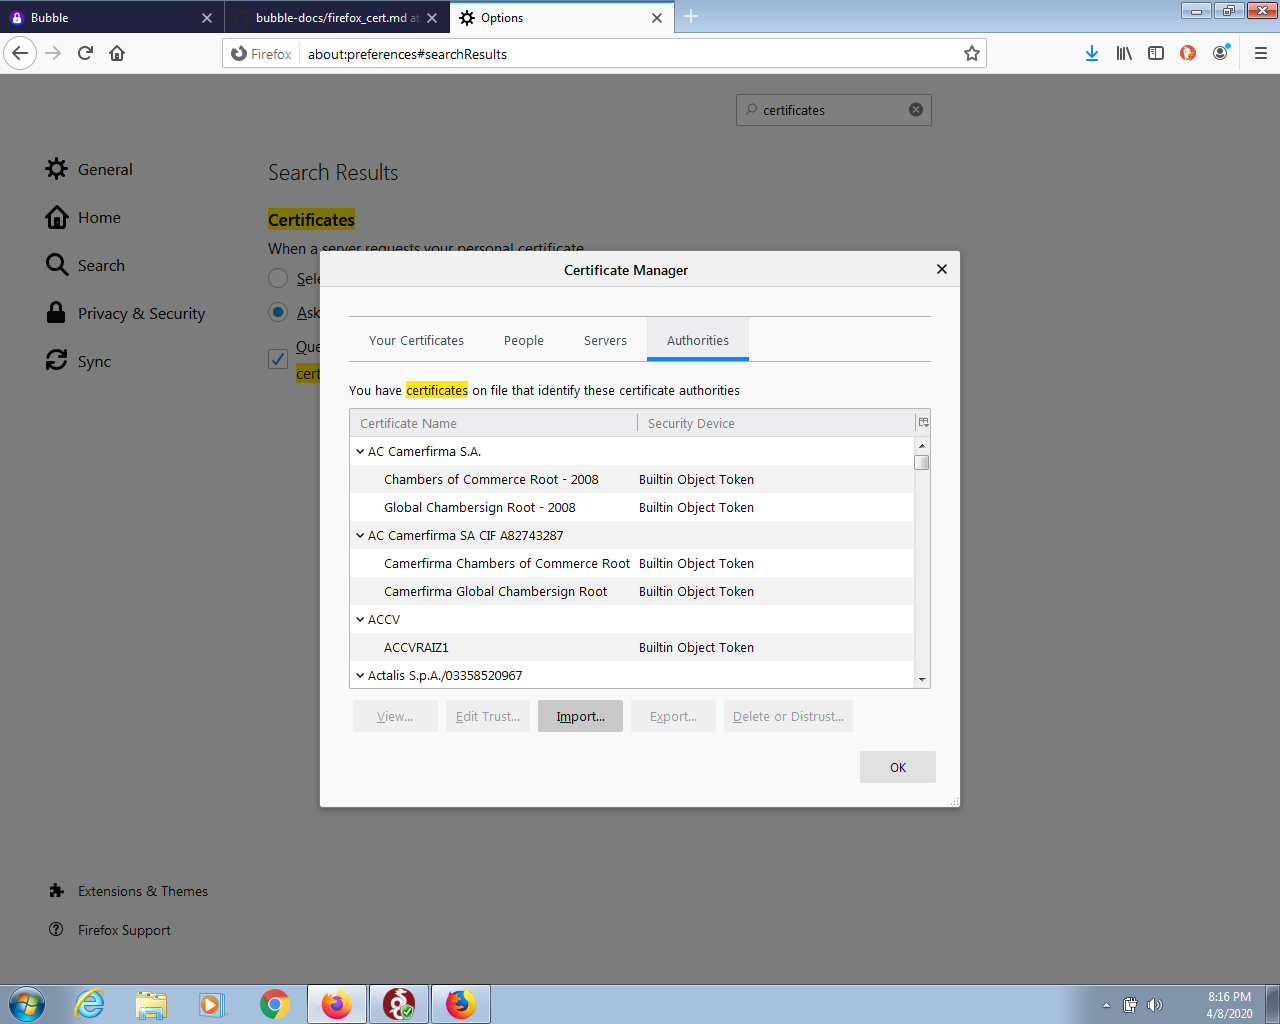 Bubble
bubble-docs/firefox_cert.md at
Options
Firefox
about:preferences#searchResults
certificates
General
Home
Search
Privacy & Security
Sync
Search Results
Certificates
When a server requests your personal certificate
Sele
Ask
Que
cert
Certificate Manager
Your Certificates
People
Servers
Authorities
You have certificates on file that identify these certificate authorities
Certificate Name
Security Device
AC Camerfirma S.A.
Chambers of Commerce Root - 2008
Builtin Object Token
Global Chambersign Root - 2008
Builtin Object Token
AC Camerfirma SA CIF A82743287
Camerfirma Chambers of Commerce Root
Builtin Object Token
Camerfirma Global Chambersign Root
Builtin Object Token
ACCV
ACCVRAIZ1
Builtin Object Token
Actalis S.p.A./03358520967
View...
Edit Trust...
Import...
Export...
Delete or Distrust...
OK
Extensions & Themes
Firefox Support
8:16 PM
4/8/2020